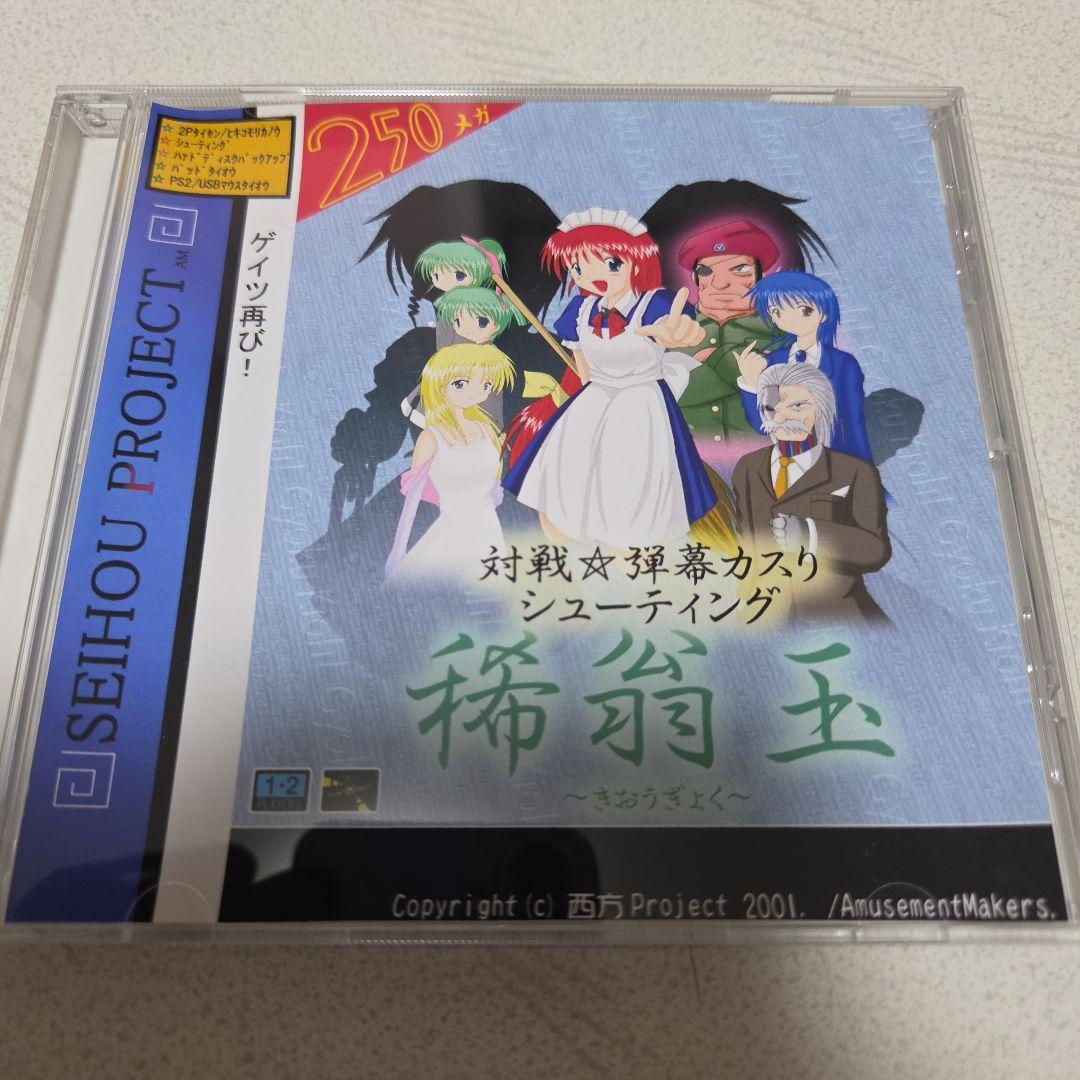 ☆ 2Pタイセン/ヒキコモリカノウ
☆ シューティング
☆ ハァドディスクバックアップ
☆ パッドタイオウ
☆ PS2/USBマウスタイオウ
250メガ
SEIHOU PROJECT AM
ゲイツ再び!
対戦☆弾幕カスり
シューティング
稀翁玉
～きおうぎょく～
1・2
PLAYERS
Copyright (c) 西方Project 2001. /AmusementMakers.